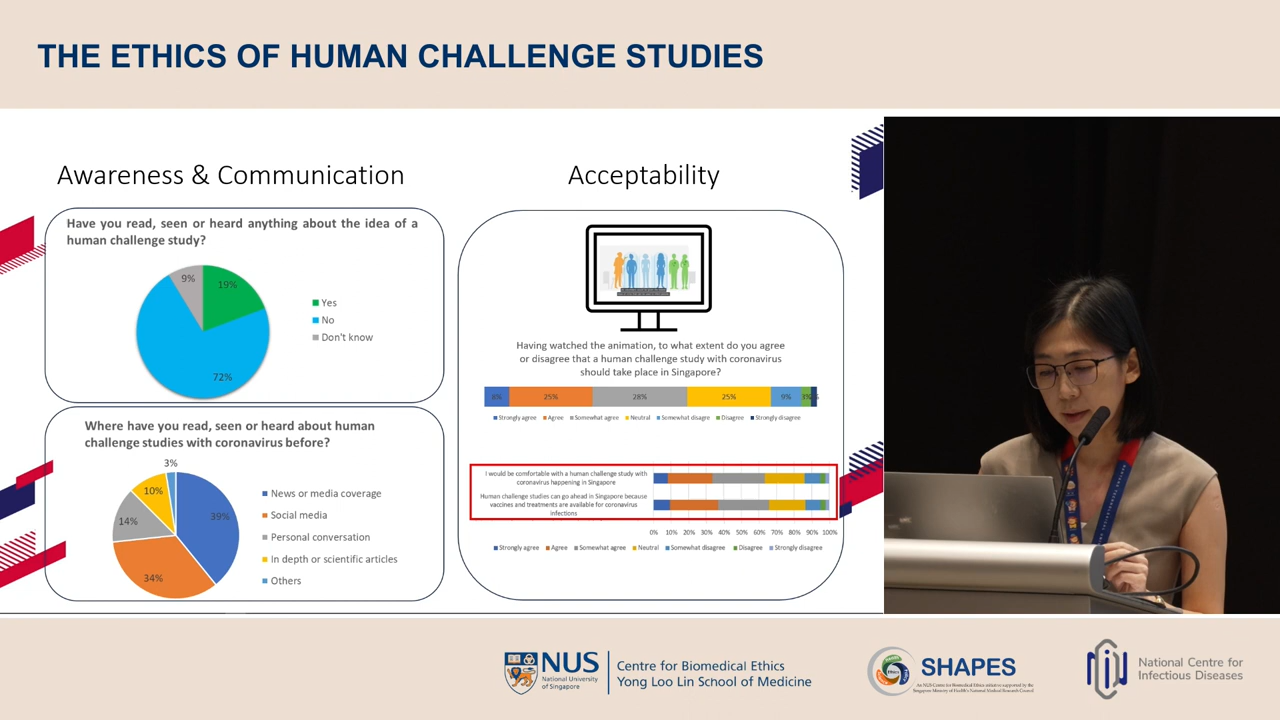 THE ETHICS OF HUMAN CHALLENGE STUDIES
Awareness & Communication
Have you read, seen or heard anything about the idea of a
human challenge study?
9%
19%
72%
Yes
No
Don't know
Where have you read, seen or heard about human
challenge studies with coronavirus before?
3%
10%
14%
39%
34%
News or media coverage
Social media
Personal conversation
In depth or scientific articles
Others
Acceptability
Having watched the animation, to what extent do you agree
or disagree that a human challenge study with coronavirus
should take place in Singapore?
8% 25% 28% 25% 9% 3%
Strongly agree Agree Somewhat agree Neutral Somewhat disagre Disagree Strongly disagree
I would be comfortable with a human challenge study with
coronavirus happening in Singapore
Human challenge studies can go ahead in Singapore because
vaccines and treatments are available for coronavirus
infections
0% 10% 20% 30% 40% 50% 60% 70% 80% 90% 100%
Strongly agree Agree Somewhat agree Neutral Somewhat disagree Disagree Strongly disagree
NUS
National University
of Singapore
Centre for Biomedical Ethics
Yong Loo Lin School of Medicine
SHAPES
An NUS Centre for Biomedical Ethics initiative supported by the
Singapore Ministry of Health's National Medical Research Council
National Centre for
Infectious Diseases